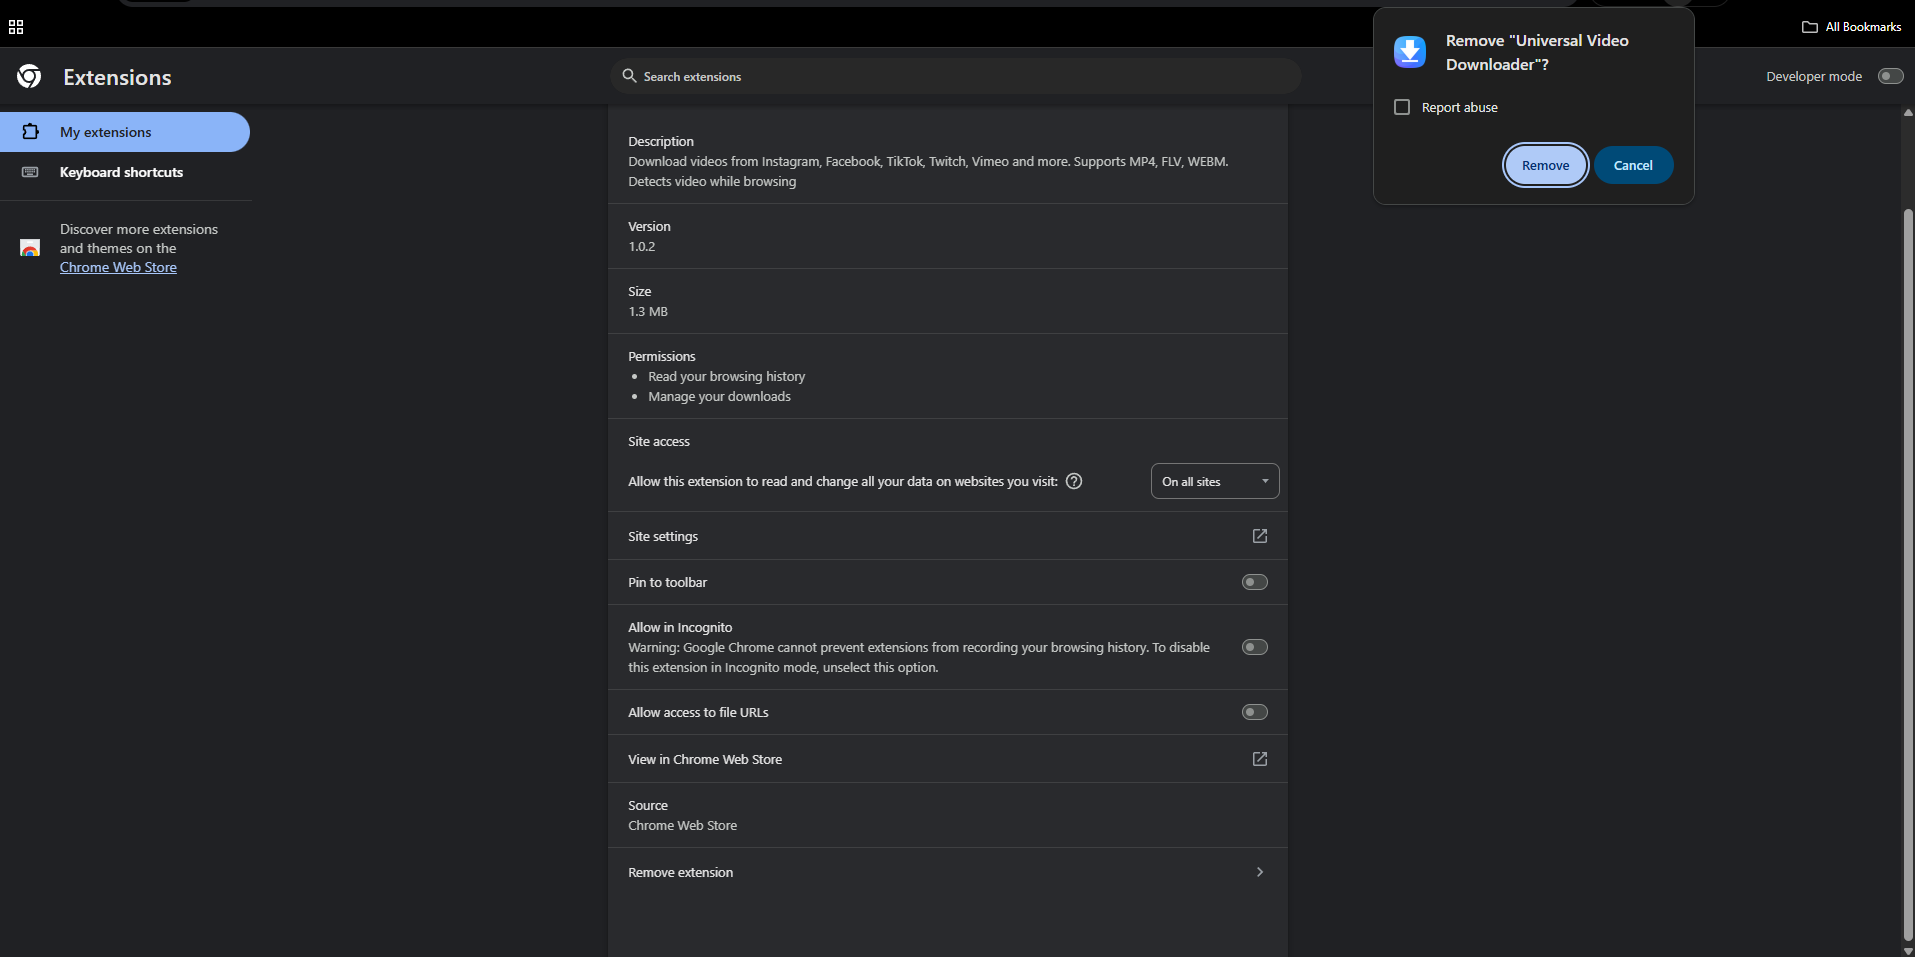 All Bookmarks
Extensions
Search extensions
Developer mode
My extensions
Keyboard shortcuts
Discover more extensions
and themes on the
Chrome Web Store
Description
Download videos from Instagram, Facebook, TikTok, Twitch, Vimeo and more. Supports MP4, FLV, WEBM.
Detects video while browsing
Version
1.0.2
Size
1.3 MB
Permissions
Read your browsing history
Manage your downloads
Site access
Allow this extension to read and change all your data on websites you visit:
On all sites
Site settings
Pin to toolbar
Allow in Incognito
Warning: Google Chrome cannot prevent extensions from recording your browsing history. To disable
this extension in Incognito mode, unselect this option.
Allow access to file URLs
View in Chrome Web Store
Source
Chrome Web Store
Remove extension
Remove "Universal Video
Downloader"?
Report abuse
Remove
Cancel